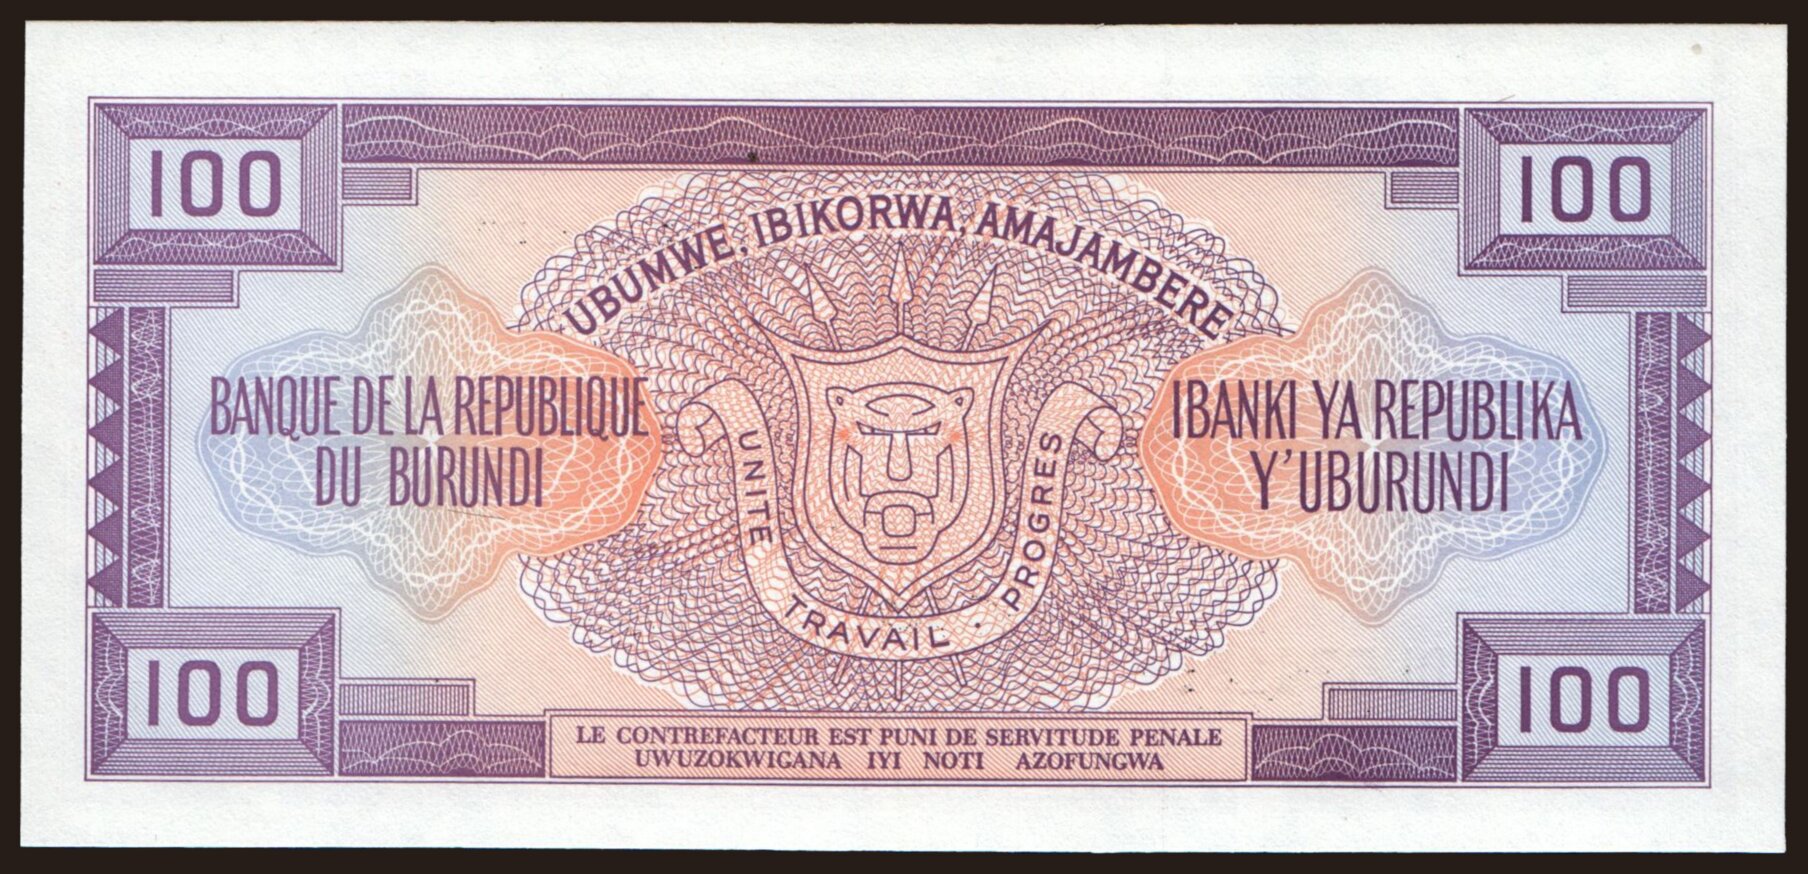 100
100
UBUMWE, IBIKORWA, AMAJAMBERE
BANQUE DE LA REPUBLIQUE
DU BURUNDI
IBANKI YA REPUBLIKA
Y'UBURUNDI
UNITE TRAVAIL . PROGRES
100
100
LE CONTREFACTEUR EST PUNI DE SERVITUDE PENALE
UWUZOKWIGANA IYI NOTI AZOFUNGWA